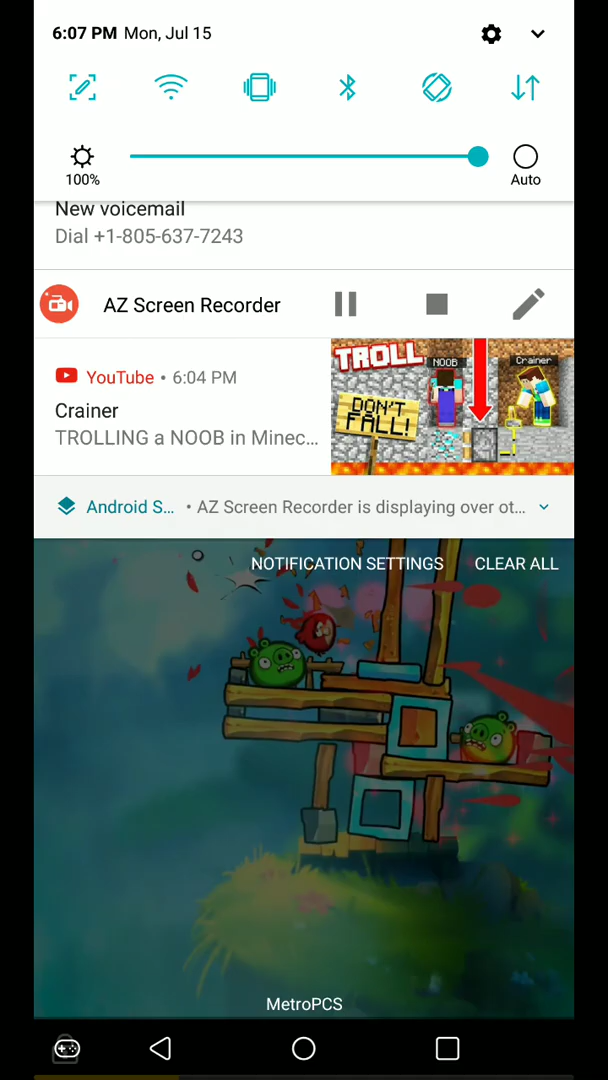 6:07 PM Mon, Jul 15
100%
Auto
New voicemail
Dial +1-805-637-7243
AZ Screen Recorder
YouTube • 6:04 PM
Crainer
TROLLING a NOOB in Minec...
TROLL
NOOB
Crainer
DON'T
FALL!
Android S... • AZ Screen Recorder is displaying over ot...
NOTIFICATION SETTINGS CLEAR ALL
MetroPCS